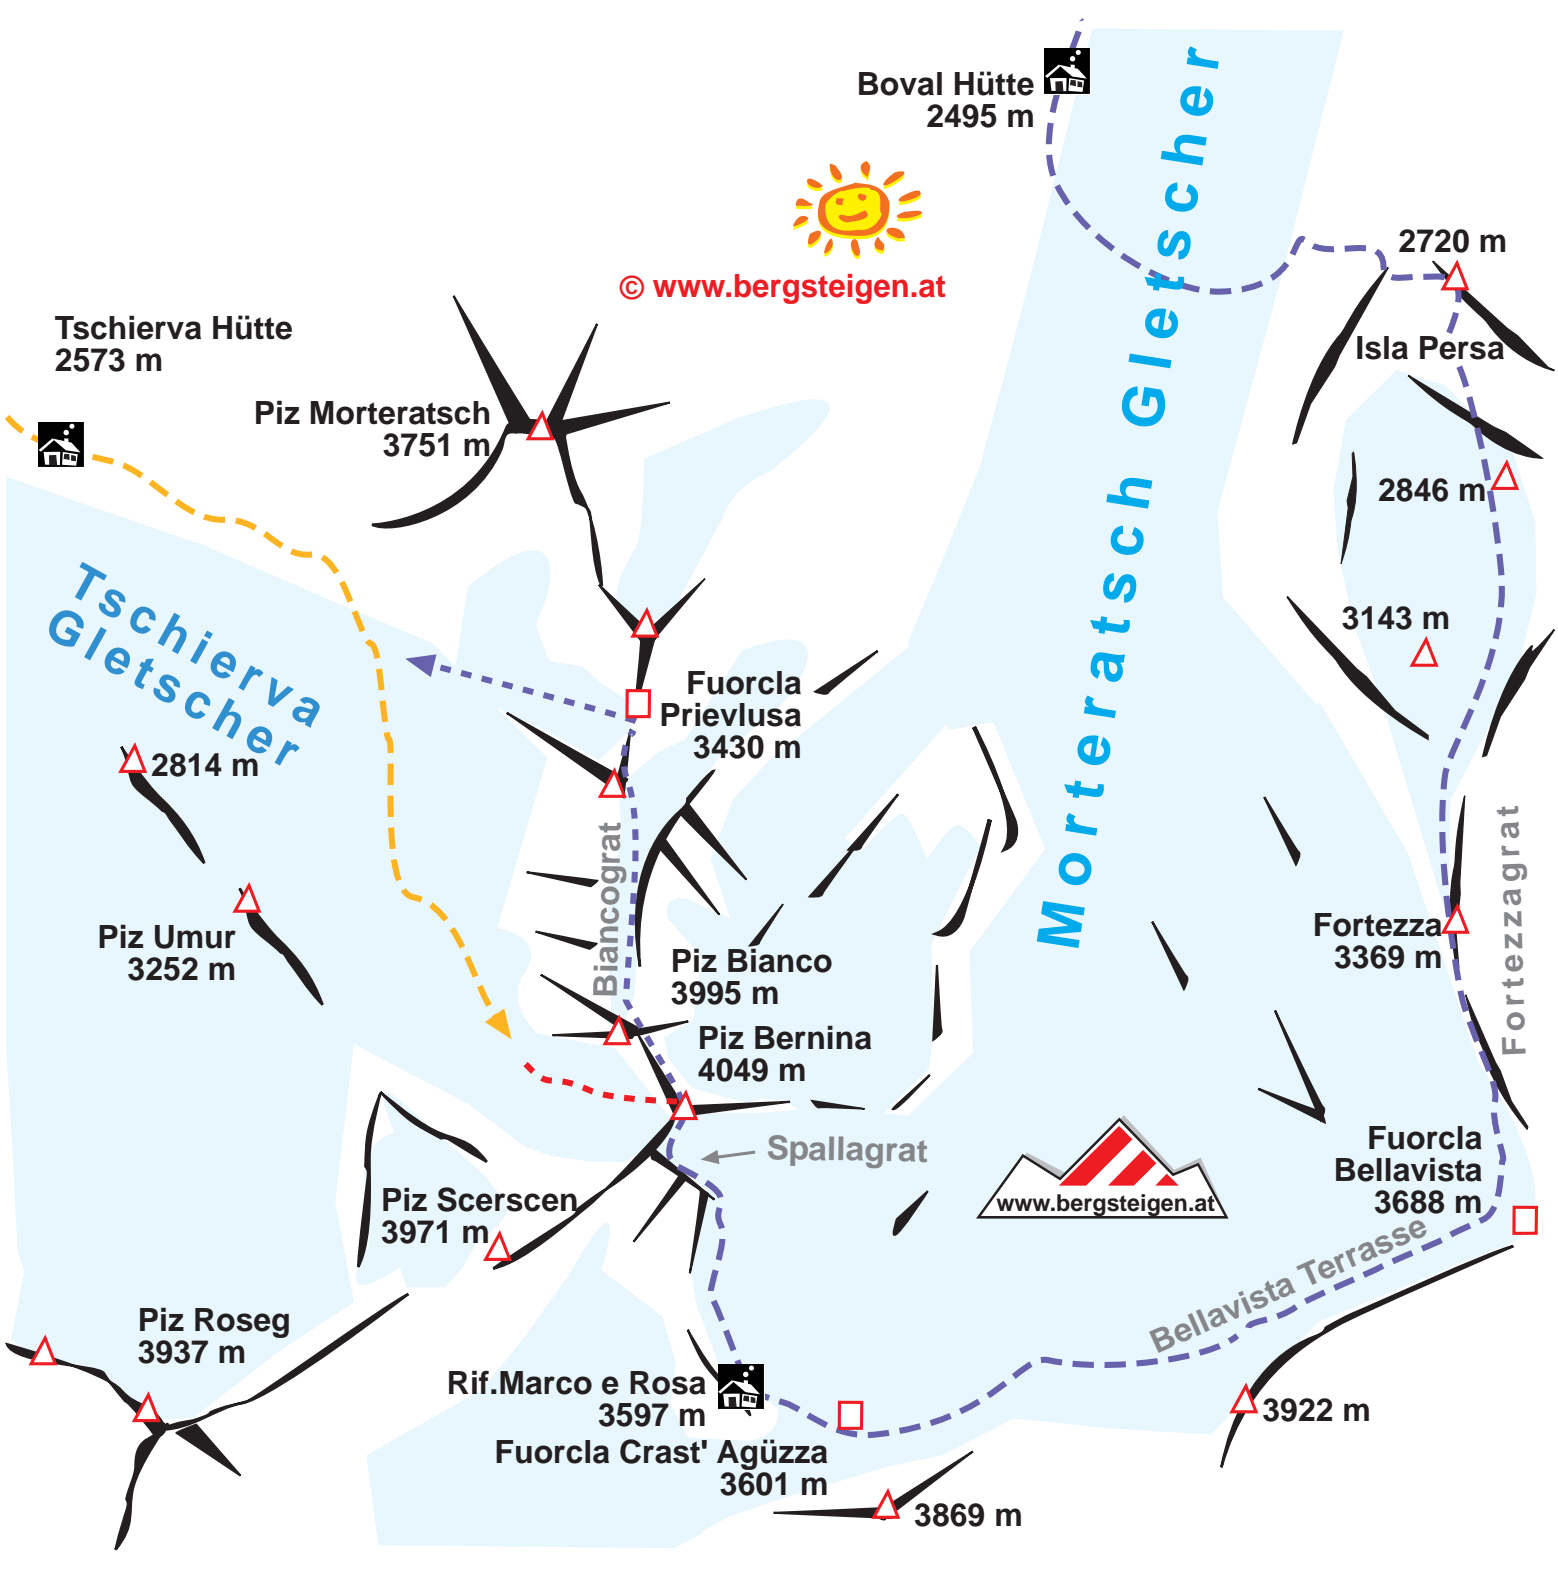 Boval Hütte
2495 m
2720 m
© www.bergsteigen.at
Tschierva Hütte
2573 m
Isla Persa
Piz Morteratsch
3751 m
Morteratsch Gletscher
2846 m
Tschierva
Gletscher
3143 m
Fuorcla
Prievlusa
3430 m
2814 m
Biancograt
Fortezzagrat
Piz Umur
3252 m
Fortezza
3369 m
Piz Bianco
3995 m
Piz Bernina
4049 m
Spallagrat
Fuorcla
Bellavista
3688 m
www.bergsteigen.at
Piz Scerscen
3971 m
Bellavista Terrasse
Piz Roseg
3937 m
Rif.Marco e Rosa
3597 m
3922 m
Fuorcla Crast' Agüzza
3601 m
3869 m